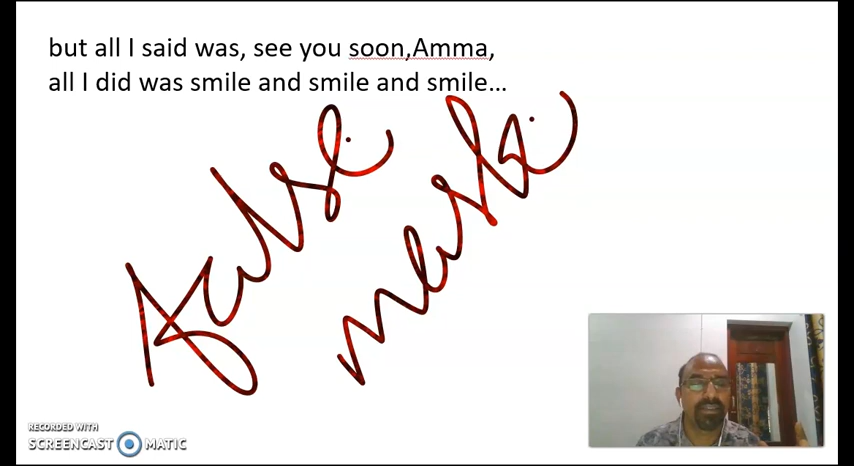 but all I said was, see you soon,Amma,
all I did was smile and smile and smile...
false
mask
RECORDED WITH
SCREENCAST MATIC